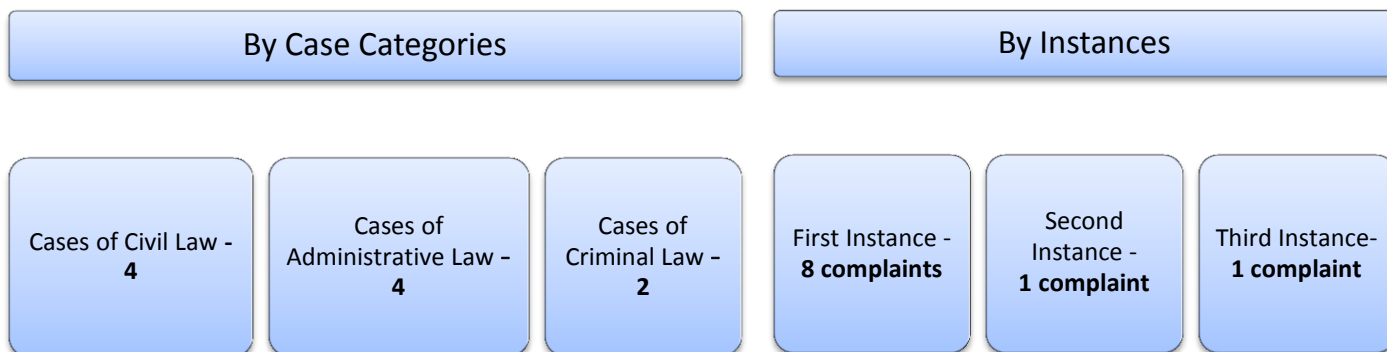 By Case Categories
By Instances
Cases of Civil Law -
4
Cases of
Administrative Law –
4
Cases of
Criminal Law –
2
First Instance -
8 complaints
Second
Instance -
1 complaint
Third Instance-
1 complaint